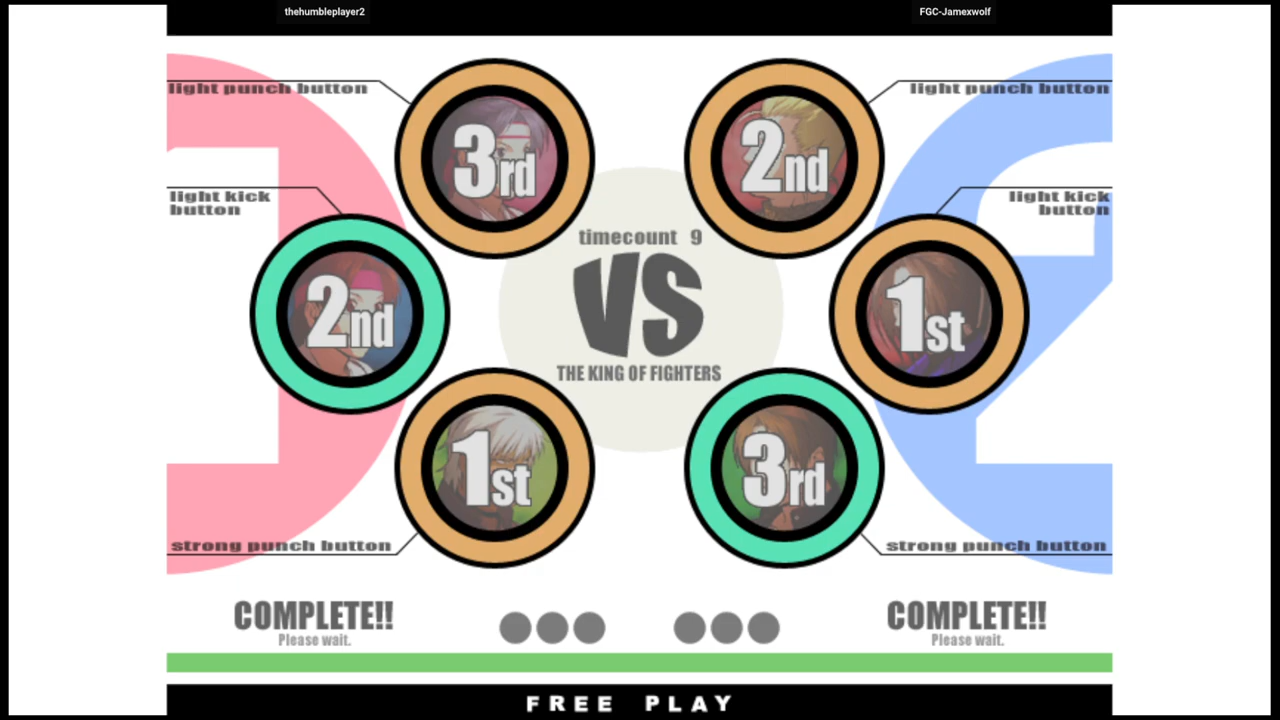 thehumbleplayer2
FGC-Jamexwolf
light punch button
3rd
2nd
light punch button
light kick
button
light kick
button
timecount 9
VS
THE KING OF FIGHTERS
2nd
1st
1st
3rd
strong punch button
strong punch button
COMPLETE!!
Please wait.
COMPLETE!!
Please wait.
FREE PLAY